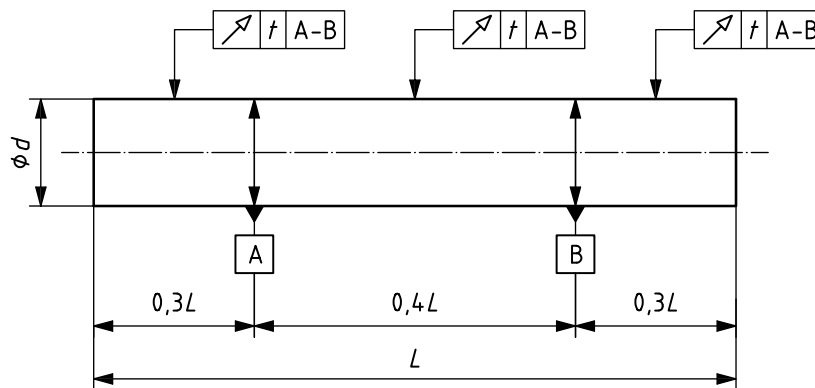 ↗ t A-B ↗ t A-B ↗ t A-B
ϕd
A B
0,3L 0,4L 0,3L
L